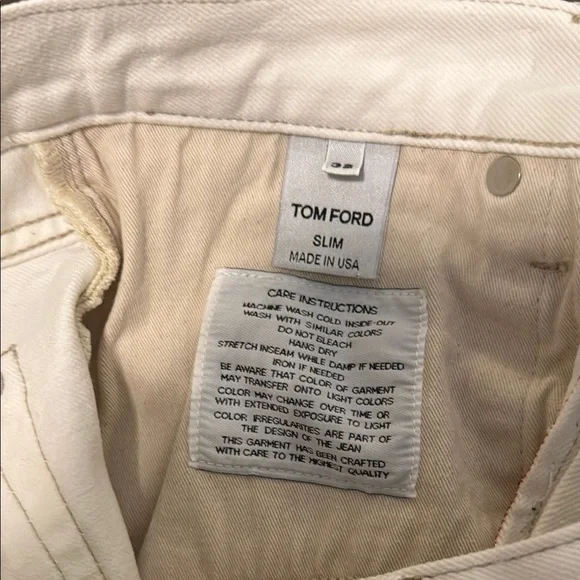 32
TOM FORD
SLIM
MADE IN USA
CARE INSTRUCTIONS
MACHINE WASH COLD INSIDE-OUT
WASH WITH SIMILAR COLORS
DO NOT BLEACH
HANG DRY
STRETCH INSEAM WHILE DAMP IF NEEDED
IRON IF NEEDED
BE AWARE THAT COLOR OF GARMENT
MAY TRANSFER ONTO LIGHT COLORS
COLOR MAY CHANGE OVER TIME OR
WITH EXTENDED EXPOSURE TO LIGHT
COLOR IRREGULARITIES ARE PART OF
THE DESIGN OF THE JEAN
THIS GARMENT HAS BEEN CRAFTED
WITH CARE TO THE HIGHEST QUALITY